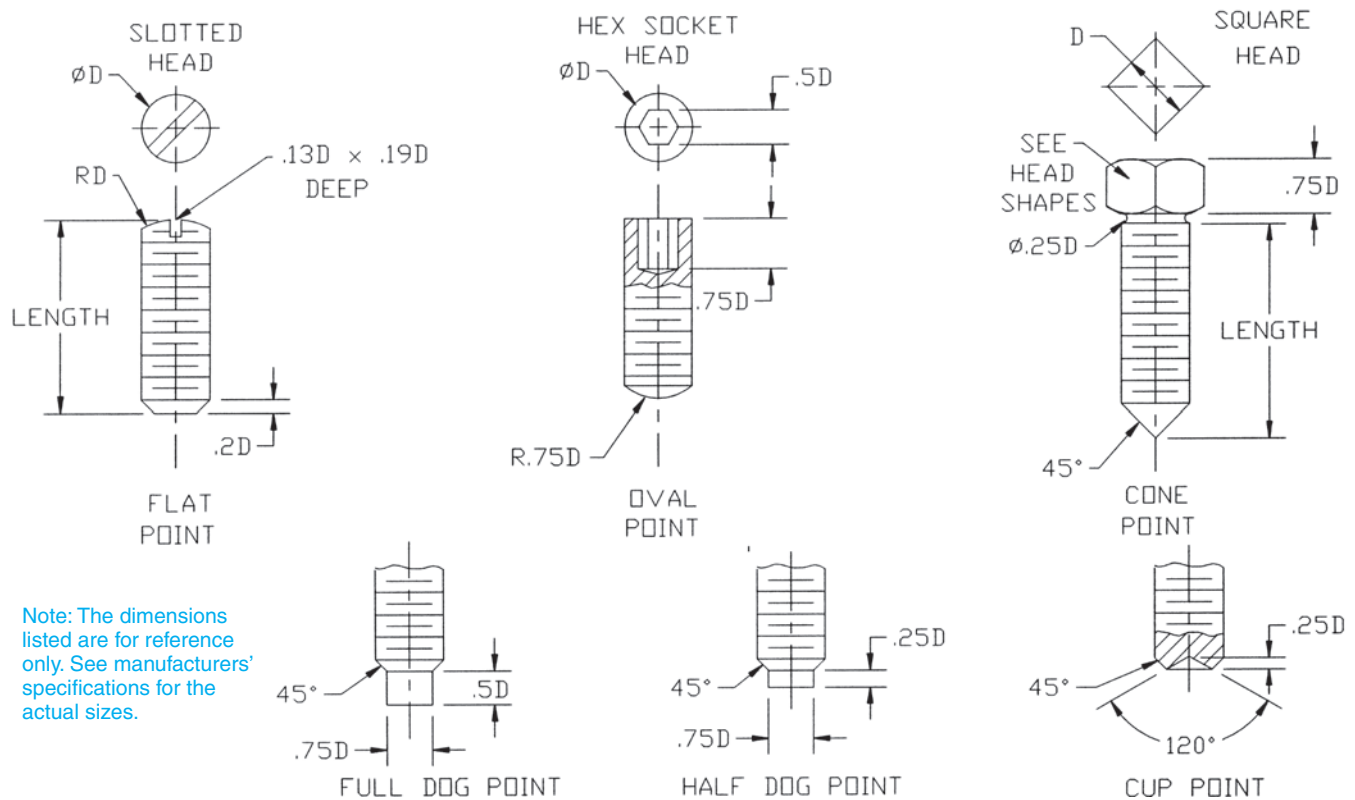 SLOTTED
HEAD
ØD
.13D × .19D
DEEP
RD
LENGTH
.2D
FLAT
POINT
HEX SOCKET
HEAD
ØD
.5D
.75D
R.75D
OVAL
POINT
SQUARE
HEAD
D
SEE
HEAD
SHAPES
.75D
Ø.25D
LENGTH
45°
CONE
POINT
Note: The dimensions
listed are for reference
only. See manufacturers'
specifications for the
actual sizes.
45°
.5D
.75D
FULL DOG POINT
45°
.25D
.75D
HALF DOG POINT
45°
.25D
120°
CUP POINT